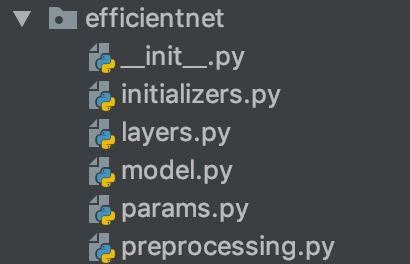 efficientnet
__init__.py
initializers.py
layers.py
model.py
params.py
preprocessing.py